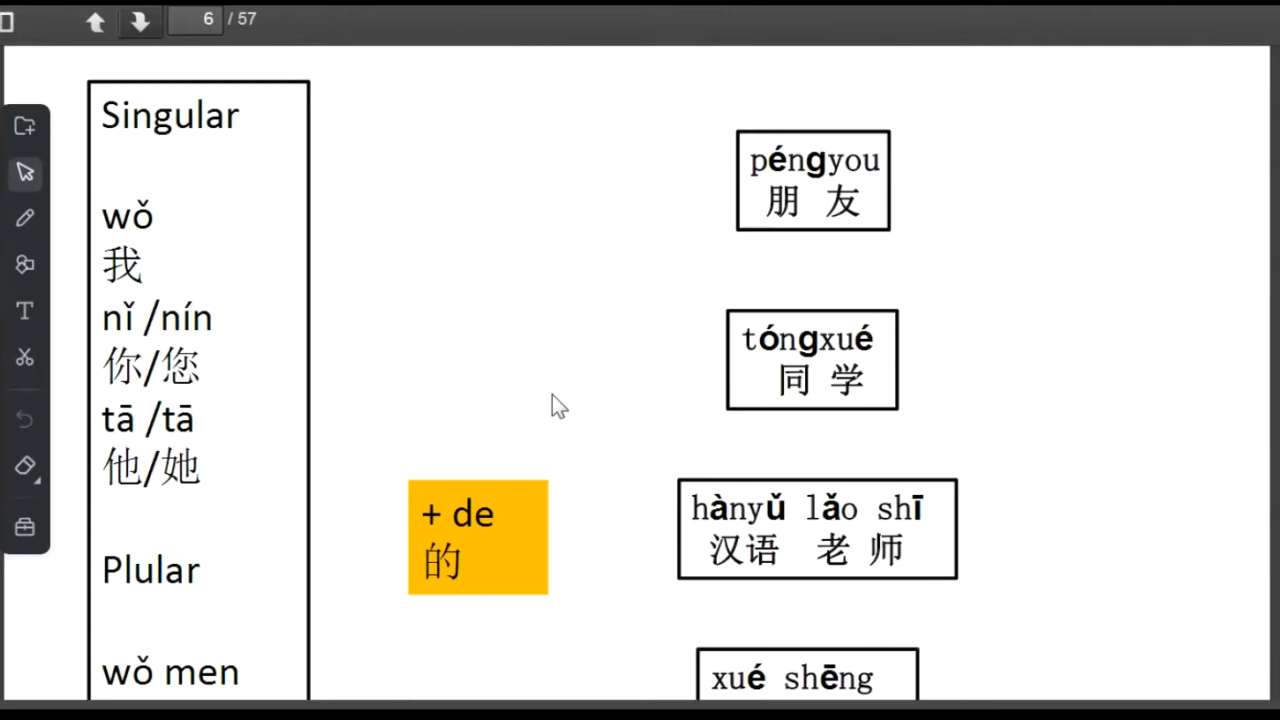 6 / 57
Singular
wǒ
我
nǐ /nín
你/您
tā /tā
他/她
Plular
wǒ men
+ de
的
péngyou
朋 友
tóngxué
同 学
hànyǔ lǎo shī
汉语 老 师
xué shēng